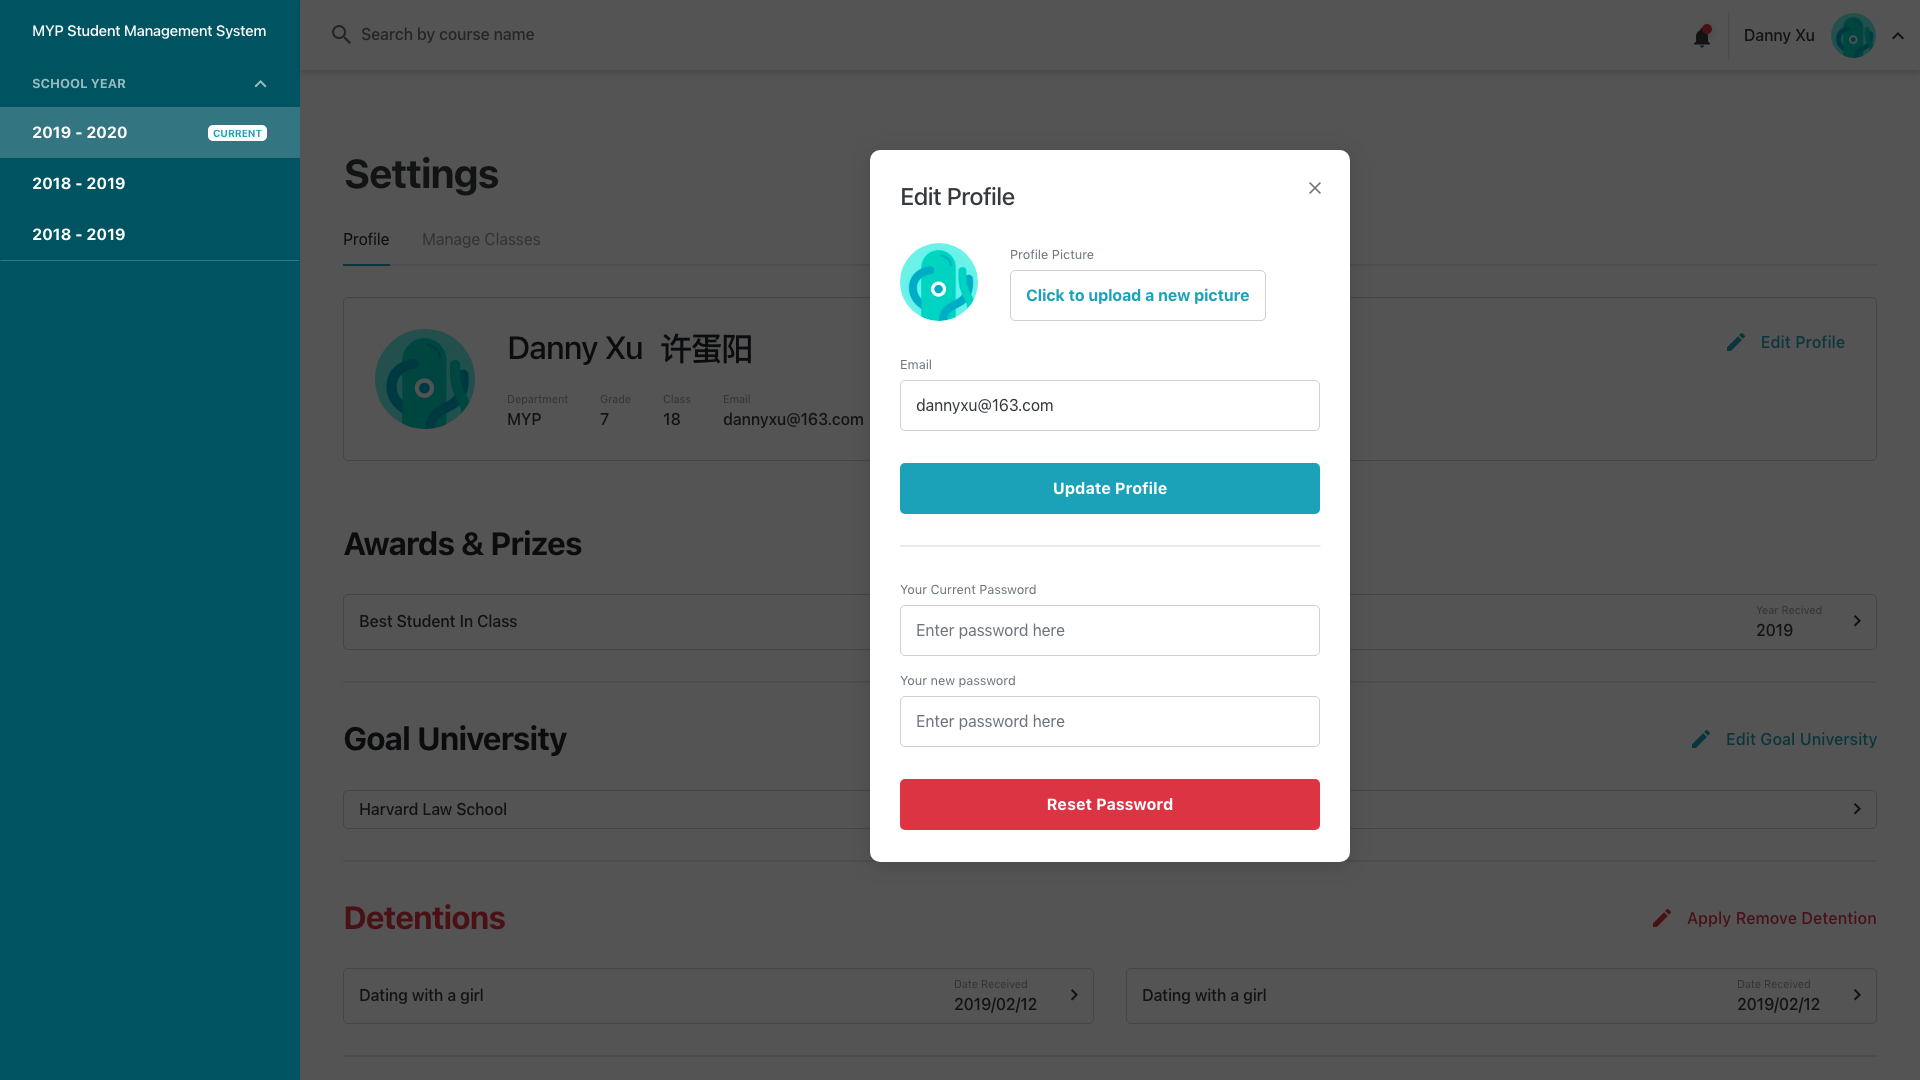 MYP Student Management System
SCHOOL YEAR
2019 - 2020
CURRENT
2018 - 2019
2018 - 2019
Search by course name
Danny Xu
Settings
Profile
Manage Classes
Danny Xu 许蛋阳
Department
MYP
Grade
7
Class
18
Email
dannyxu@163.com
Edit Profile
Awards & Prizes
Best Student In Class
Year Recived
2019
Goal University
Edit Goal University
Harvard Law School
Detentions
Apply Remove Detention
Dating with a girl
Date Received
2019/02/12
Dating with a girl
Date Received
2019/02/12
Edit Profile
Profile Picture
Click to upload a new picture
Email
dannyxu@163.com
Update Profile
Your Current Password
Enter password here
Your new password
Enter password here
Reset Password